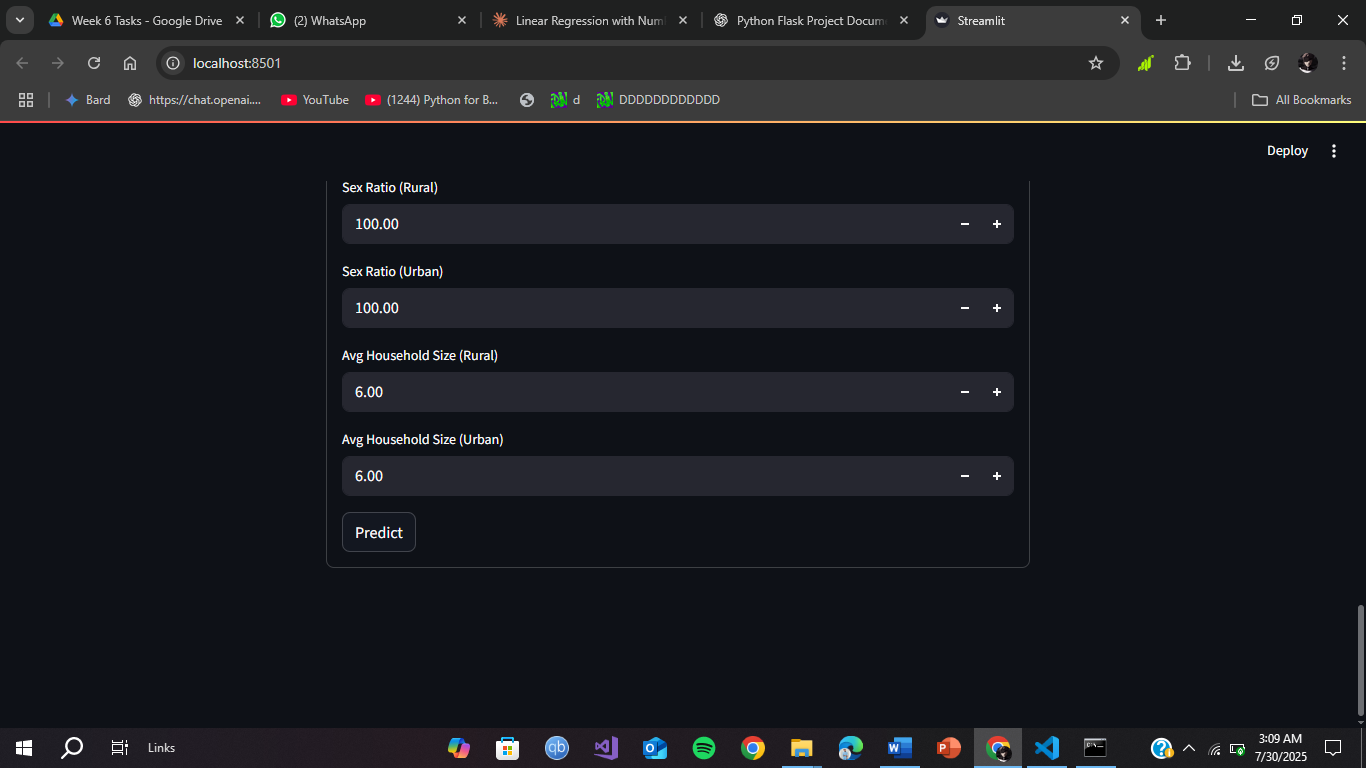 Week 6 Tasks - Google Drive
(2) WhatsApp
Linear Regression with Num
Python Flask Project Docum
Streamlit
localhost:8501
Bard
https://chat.openai....
YouTube
(1244) Python for B...
d
DDDDDDDDDDDD
All Bookmarks
Deploy
Sex Ratio (Rural)
100.00
Sex Ratio (Urban)
100.00
Avg Household Size (Rural)
6.00
Avg Household Size (Urban)
6.00
Predict
Links
3:09 AM
7/30/2025